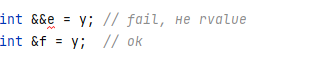 int &&e = y; // fail, не rvalue
int &f = y;  // ok